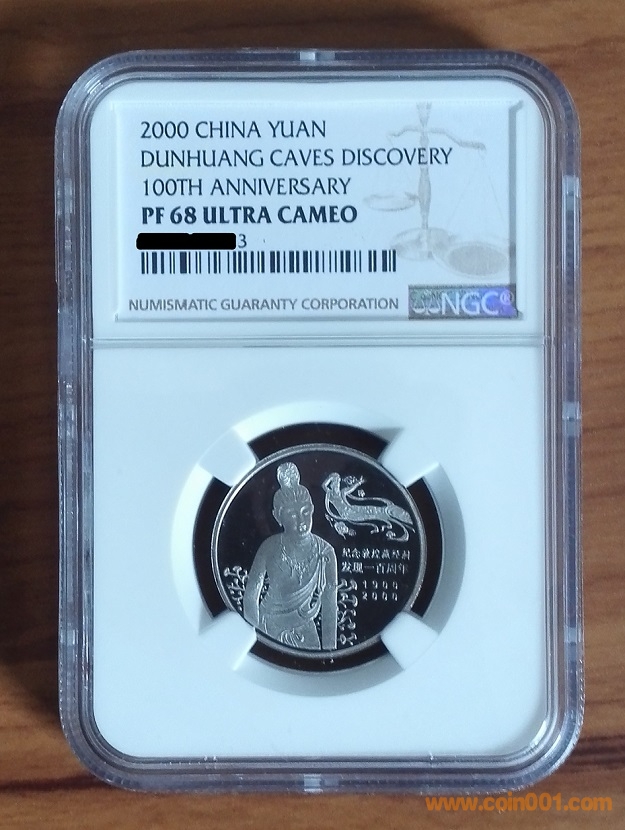 2000 CHINA YUAN
DUNHUANG CAVES DISCOVERY
100TH ANNIVERSARY
PF 68 ULTRA CAMEO
3
NUMISMATIC GUARANTY CORPORATION
NGC®
纪念敦煌藏经洞
发现一百周年
1900
2000
www.coin001.com